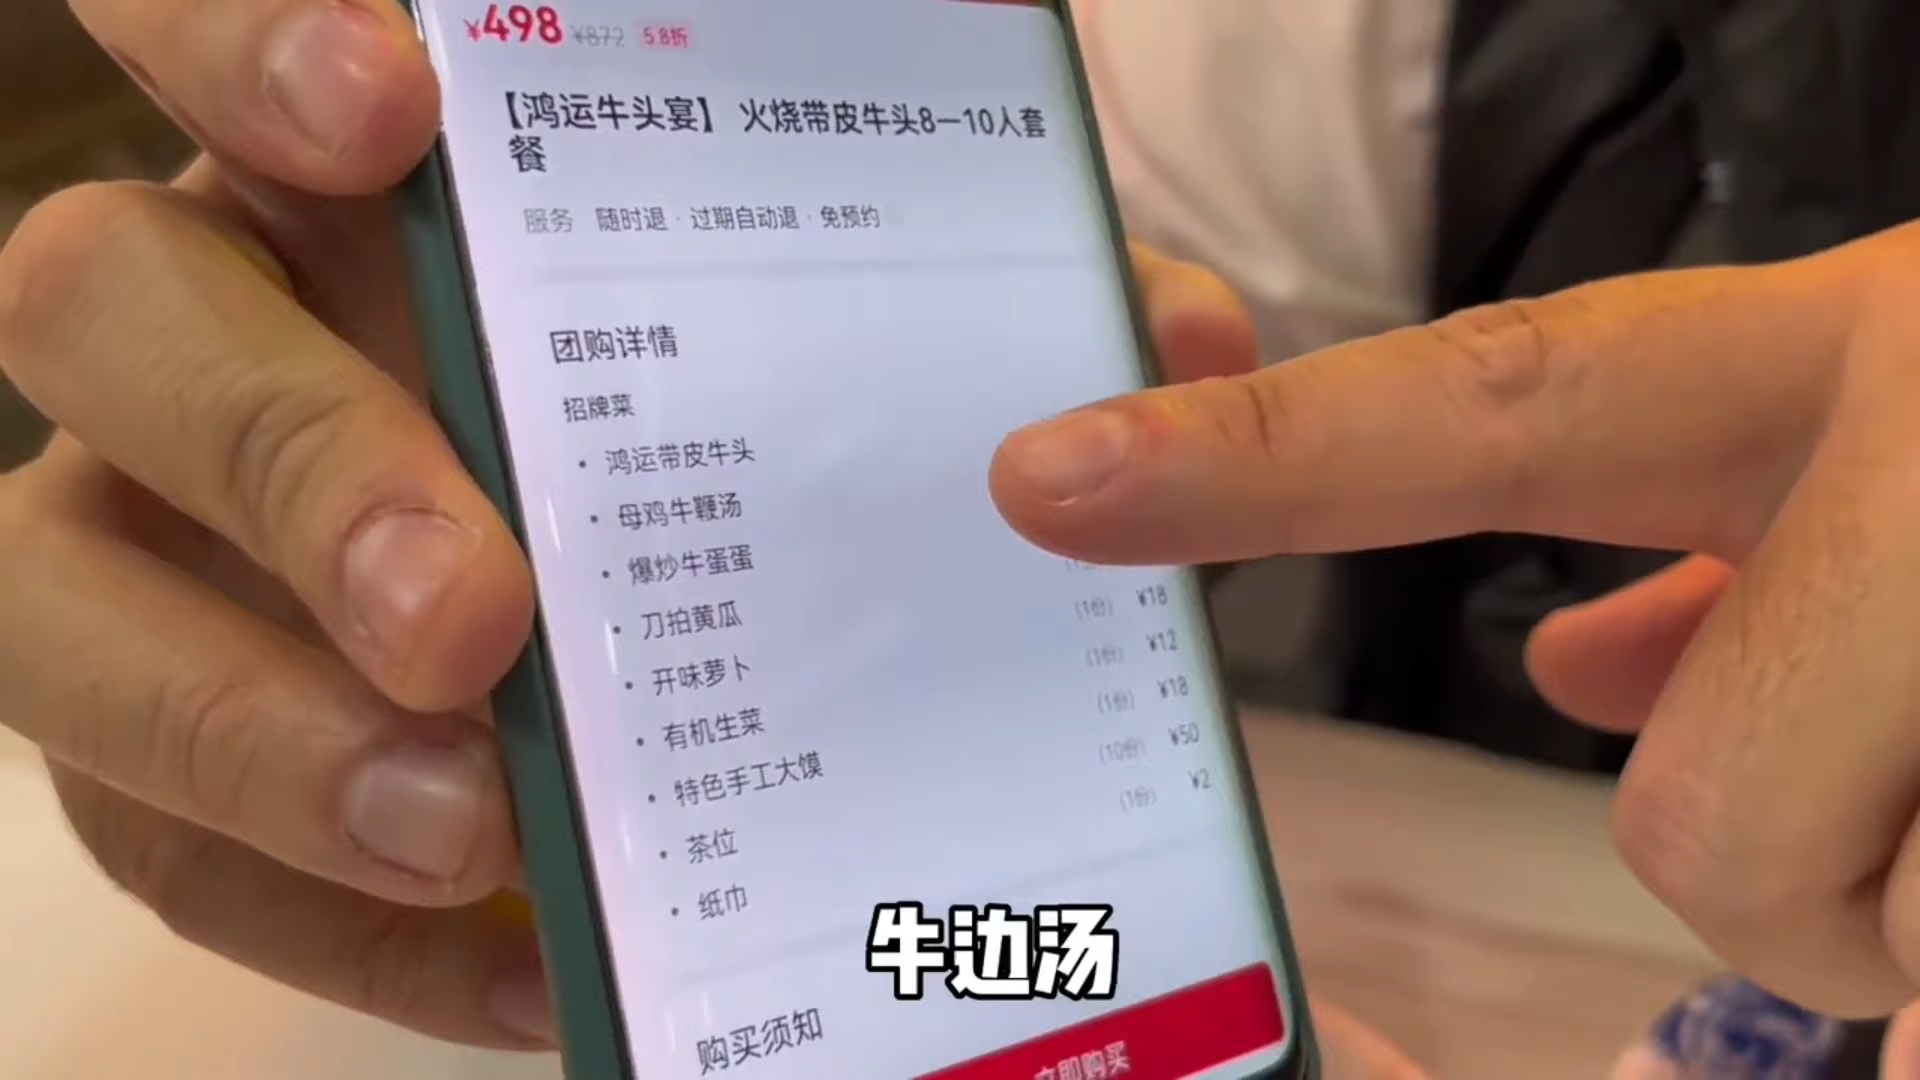 ¥498 ¥872 5.8折
【鸿运牛头宴】 火烧带皮牛头8—10人套
餐
服务 随时退 · 过期自动退 · 免预约
团购详情
招牌菜
• 鸿运带皮牛头
• 母鸡牛鞭汤
• 爆炒牛蛋蛋
• 刀拍黄瓜 (1份) ¥18
• 开味萝卜 (1份) ¥12
• 有机生菜 (1份) ¥18
• 特色手工大馍 (10份) ¥50
• 茶位 (1份) ¥2
• 纸巾
牛边汤
购买须知
立即购买